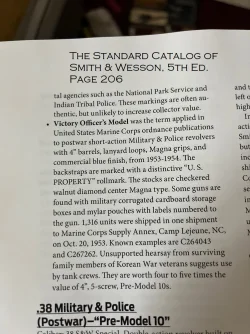 THE STANDARD CATALOG OF
SMITH & WESSON, 5TH ED.
PAGE 206
tal agencies such as the National Park Service and
Indian Tribal Police. These markings are often au-
thentic, but unlikely to increase collector value.
• Victory Officer's Model was the term applied in
United States Marine Corps ordnance publications
to postwar short-action Military & Police revolvers
with 4" barrels, lanyard loops, Magna grips, and
commercial blue finish, from 1953-1954. The
backstraps are marked with a distinctive "U. S.
PROPERTY" rollmark. The stocks are checkered
walnut diamond center Magna type. Some guns are
found with military corrugated cardboard storage
boxes and mylar pouches with labels numbered to
the gun. 1,316 units were shipped in one shipment
to Marine Corps Supply Annex, Camp Lejeune, NC,
on Oct. 20, 1953. Known examples are C264043
and C267262. Unsupported hearsay from surviving
family members of Korean War veterans suggests use
by tank crews. They are worth four to five times the
value of 4", 5-screw, Pre-Model 10s.
.38 Military & Police
(Postwar)–"Pre-Model 10"